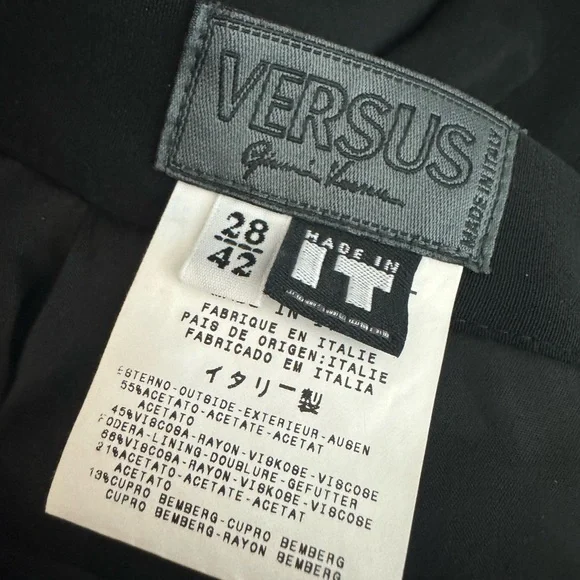 VERSUS
Gianni Versace
MADE IN ITALY
28
42
MADE IN
IT
FABRIQUE EN ITALIE
PAIS DE ORIGEN:ITALIE
FABRICADO EM ITALIA
イタリー製
ESTERNO-OUTSIDE-EXTERIEUR-AUSEN
55%ACETATO-ACETATE-ACETAT
ACETATO
45%VISCOSA-RAYON-VISKOSE-VISCOSE
FODERA-LINING-DOUBLURE-GEFUTTER
66%VISCOSA-RAYON-VISKOSE-VISCOSE
21%ACETATO-ACETATE-ACETAT
ACETATO
13%CUPRO BEMBERG-CUPRO BEMBERG
CUPRO BEMBERG-RAYON BEMBERG